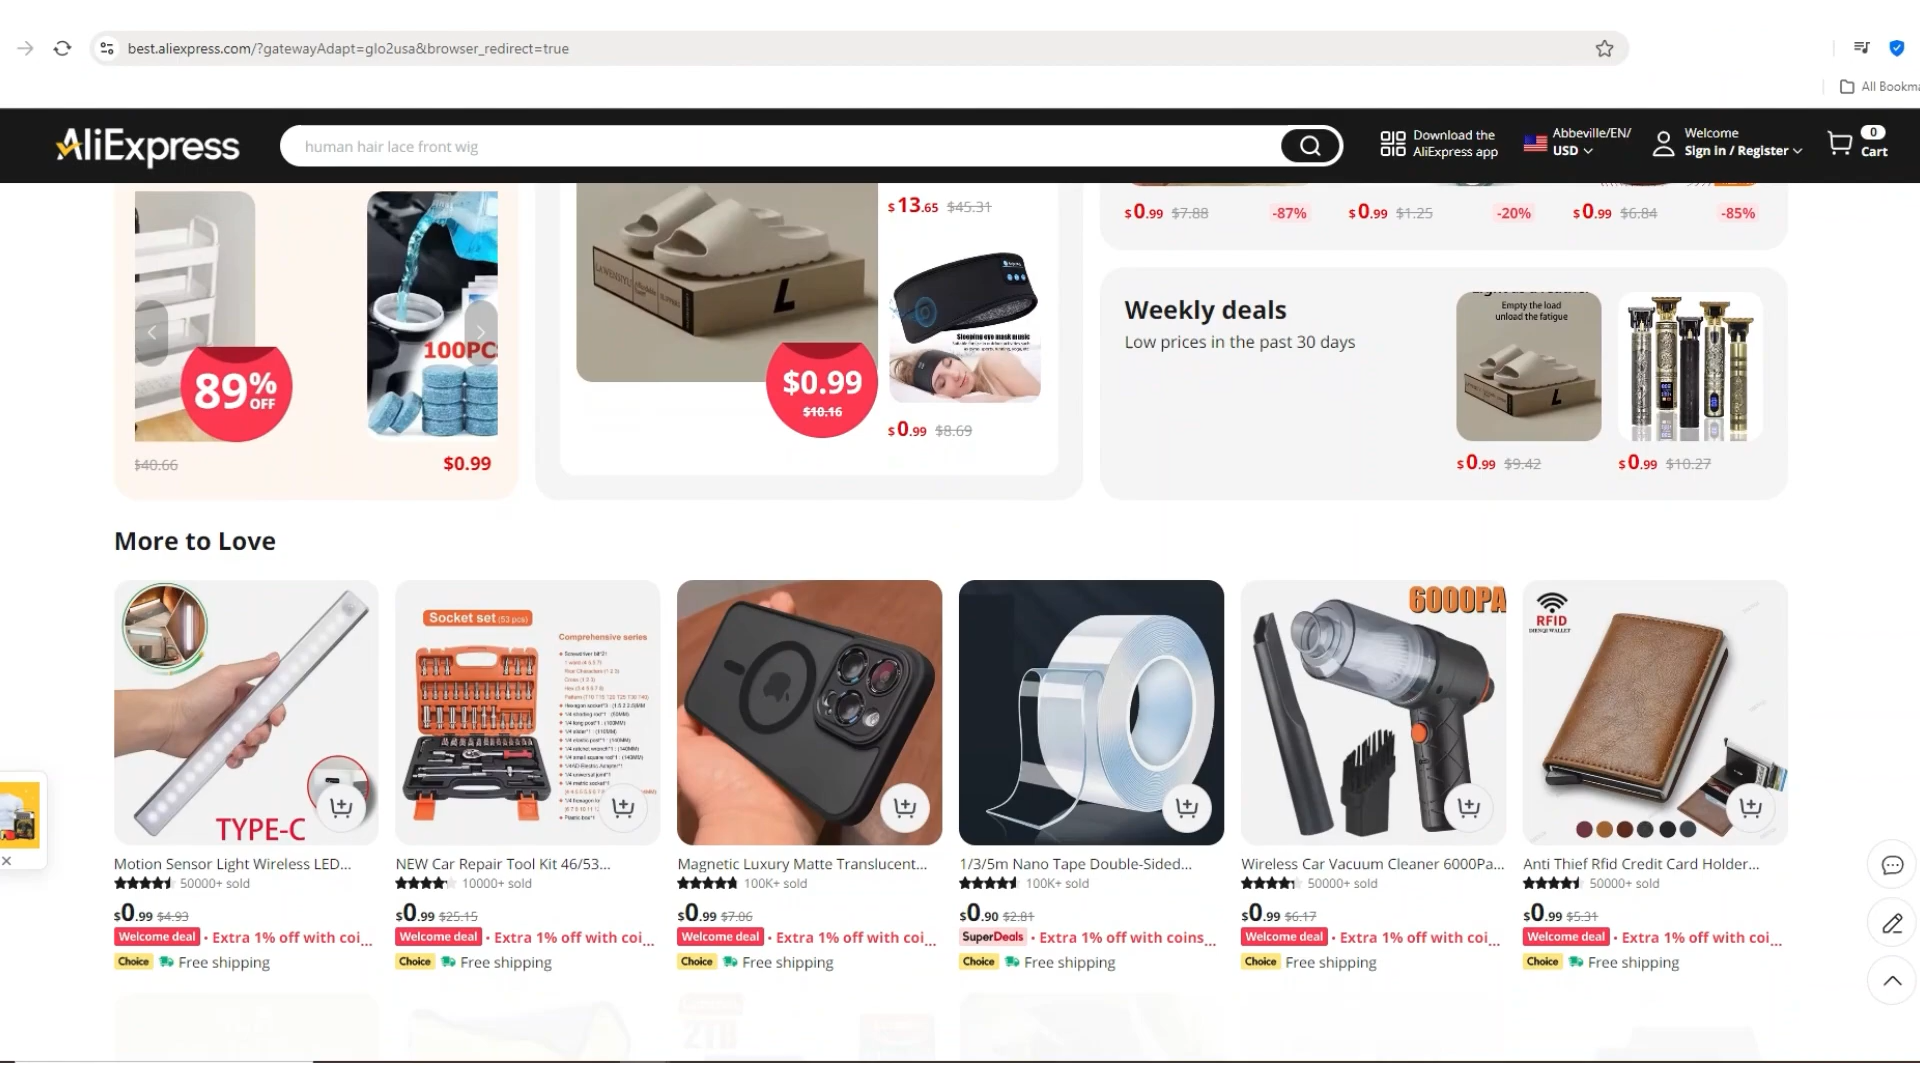 best.aliexpress.com/?gatewayAdapt=glo2usa&browser_redirect=true
All Bookma
AliExpress
human hair lace front wig
Download the
AliExpress app
Abbeville/EN/
USD
Welcome
Sign in / Register
0
Cart
89% OFF
$40.66
100PC
$0.99
L
$0.99
$10.16
$13.65 $45.31
Sleeping eye mask music
$0.99 $8.69
$0.99 $7.88 -87%
$0.99 $1.25 -20%
$0.99 $6.84 -85%
Weekly deals
Low prices in the past 30 days
Empty the load
unload the fatigue
L
$0.99 $9.42
$0.99 $10.27
More to Love
TYPE-C
Motion Sensor Light Wireless LED...
50000+ sold
$0.99 $4.93
Welcome deal · Extra 1% off with coi...
Choice Free shipping
Socket set (53 pcs)
Comprehensive series
NEW Car Repair Tool Kit 46/53...
10000+ sold
$0.99 $25.15
Welcome deal · Extra 1% off with coi...
Choice Free shipping
Magnetic Luxury Matte Translucent...
100K+ sold
$0.99 $7.06
Welcome deal · Extra 1% off with coi...
Choice Free shipping
1/3/5m Nano Tape Double-Sided...
100K+ sold
$0.90 $2.81
SuperDeals · Extra 1% off with coins...
Choice Free shipping
6000PA
Wireless Car Vacuum Cleaner 6000Pa...
50000+ sold
$0.99 $6.17
Welcome deal · Extra 1% off with coi...
Choice Free shipping
RFID
Anti Thief Rfid Credit Card Holder...
50000+ sold
$0.99 $5.31
Welcome deal · Extra 1% off with coi...
Choice Free shipping
2TB